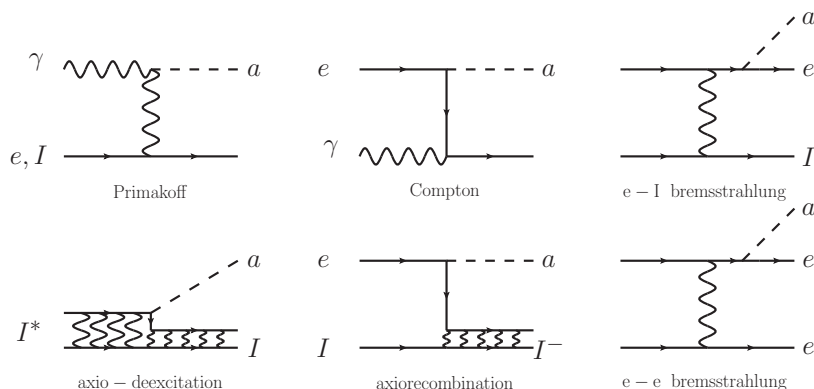 γ
a
e, I
Primakoff
e
a
γ
Compton
a
e
I
e – I bremsstrahlung
a
I*
I
axio – deexcitation
e
a
I
I⁻
axiorecombination
a
e
e
e – e bremsstrahlung